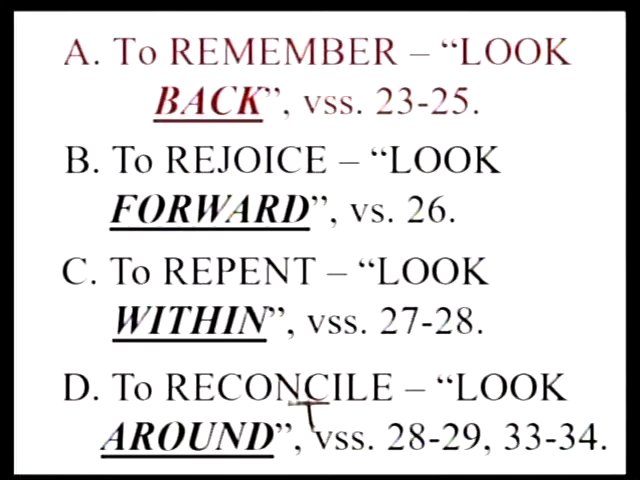 A. To REMEMBER – “LOOK
BACK”, vss. 23-25.
B. To REJOICE – “LOOK
FORWARD”, vs. 26.
C. To REPENT – “LOOK
WITHIN”, vss. 27-28.
D. To RECONCILE – “LOOK
AROUND”, vss. 28-29, 33-34.